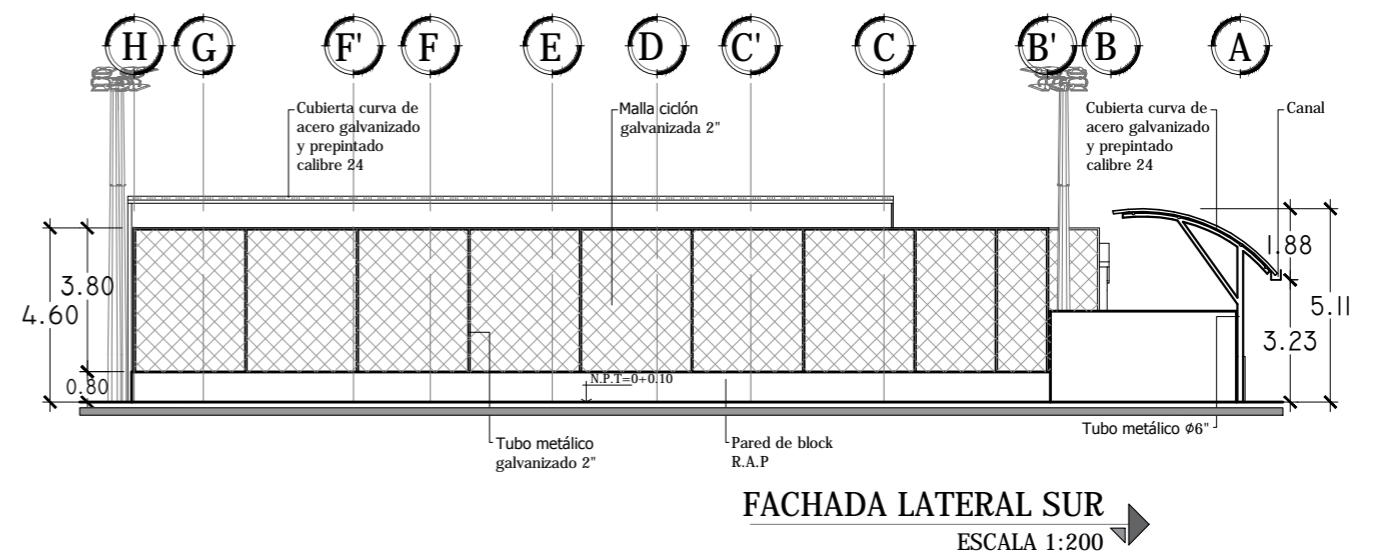 H G F' F E D C' C B' B A
Cubierta curva de
acero galvanizado
y prepintado
calibre 24
Malla ciclón
galvanizada 2"
Cubierta curva de
acero galvanizado
y prepintado
calibre 24
Canal
3.80
4.60
0.80
1.88
5.11
3.23
N.P.T=0+0.10
Tubo metálico
galvanizado 2"
Pared de block
R.A.P
Tubo metálico Ø6"
FACHADA LATERAL SUR
ESCALA 1:200